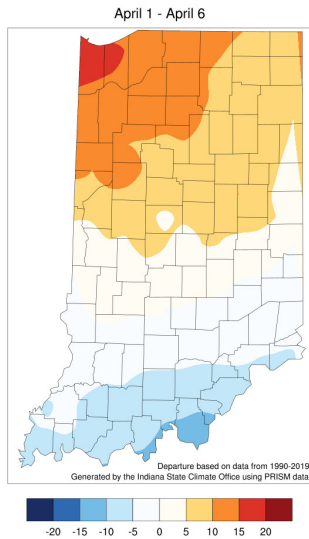 April 1 - April 6
Departure based on data from 1990-2019
Generated by the Indiana State Climate Office using PRISM data
-20 -15 -10 -5 0 5 10 15 20